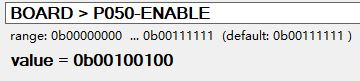 BOARD > P050-ENABLE
range: 0b00000000 ... 0b00111111 (default: 0b00111111 )
value = 0b00100100